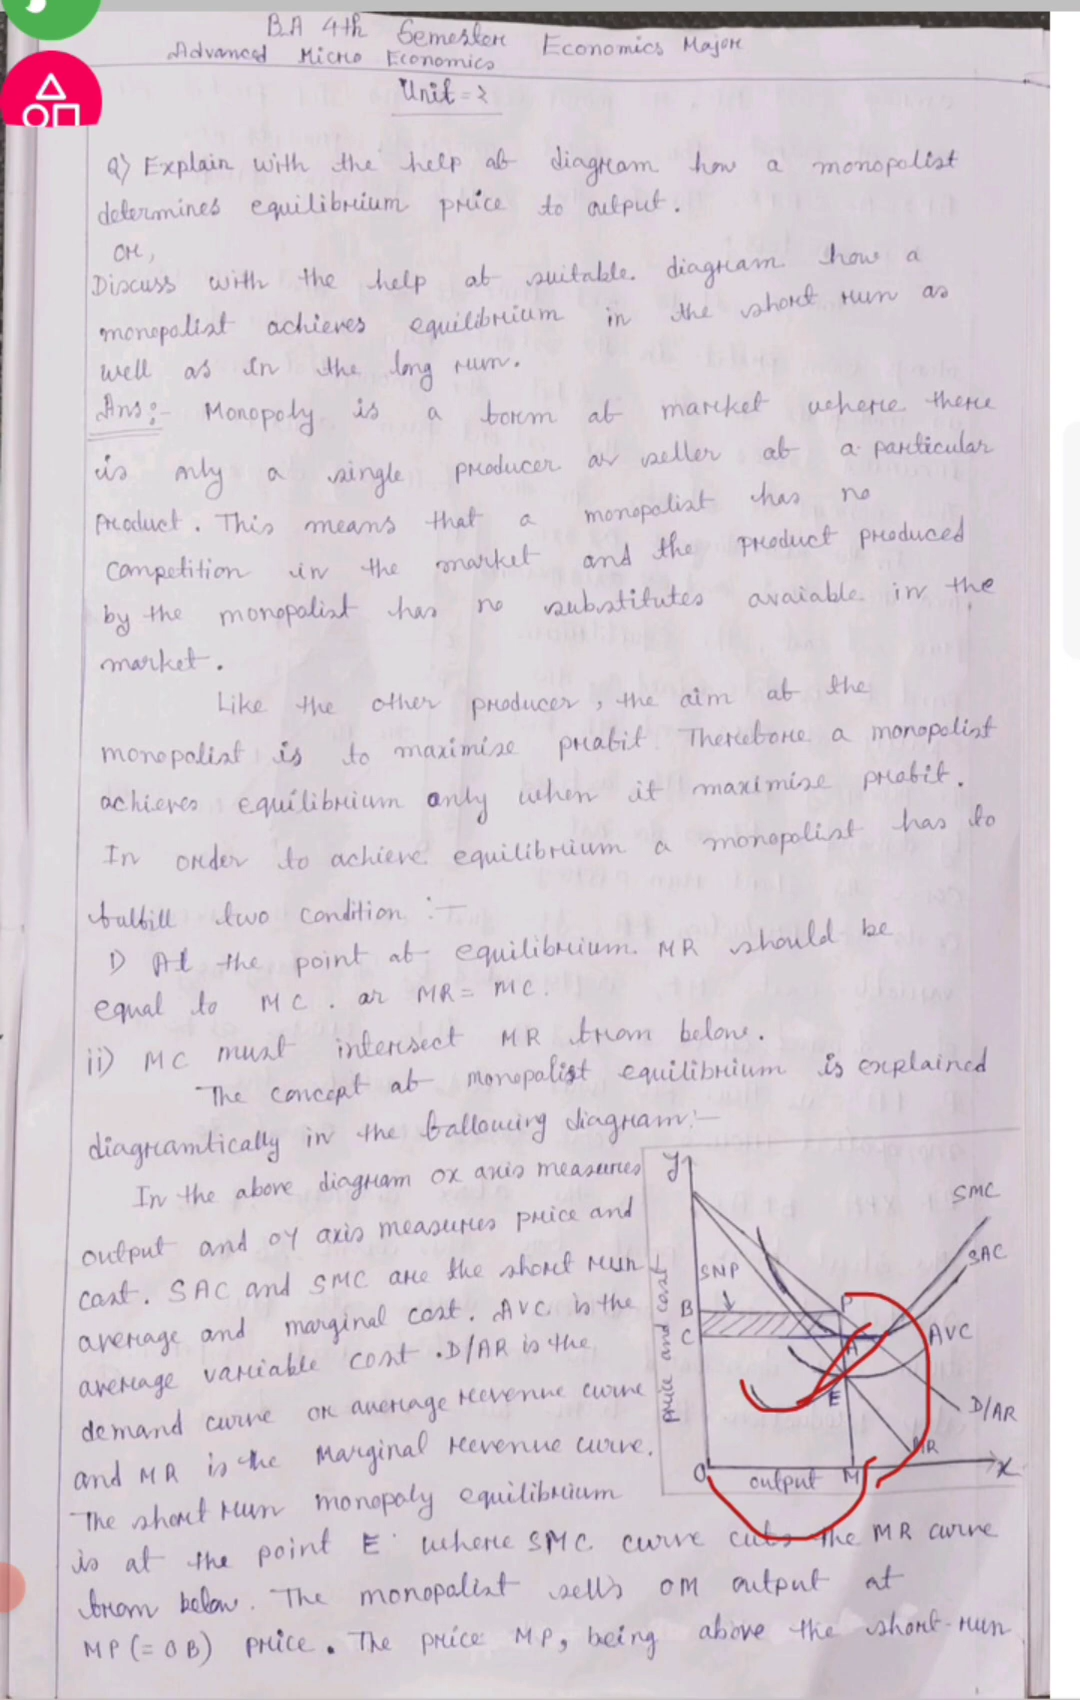 BA 4th Semester Economics Major
Advanced Micro Economics
Unit = 2
Q) Explain with the help of diagram how a monopolist
determines equilibrium price to output.
or,
Discuss with the help of suitable diagram how a
monopolist achieves equilibrium in the short run as
well as in the long run.
Ans:- Monopoly is a form of market where there
is only a single producer or seller of a particular
product. This means that a monopolist has no
competition in the market and the product produced
by the monopolist has no substitutes avaiable in the
market.
Like the other producer, the aim of the
monopolist is to maximise profit. Therefore a monopolist
achieves equilibrium only when it maximise profit.
In order to achieve equilibrium a monopolist has to
fulfill two condition :-
i) At the point of equilibrium MR should be
equal to MC. or MR = MC.
ii) MC must intersect MR from below.
The concept of monopolist equilibrium is explained
diagramtically in the following diagram:-
In the above diagram OX axis measures
output and OY axis measures price and
cost. SAC and SMC are the short run
average and marginal cost. AVC is the
average variable cost. D/AR is the
demand curve or average revenue curve
and MR is the Marginal revenue curve.
The short run monopoly equilibrium
is at the point E where SMC curve cuts the MR curve
from below. The monopolist sells OM output at
MP (= OB) price. The price MP, being above the short-run
Y
SMC
SAC
SNP
B
P
C
A
AVC
price and cost
E
D/AR
MR
O
output
M
X